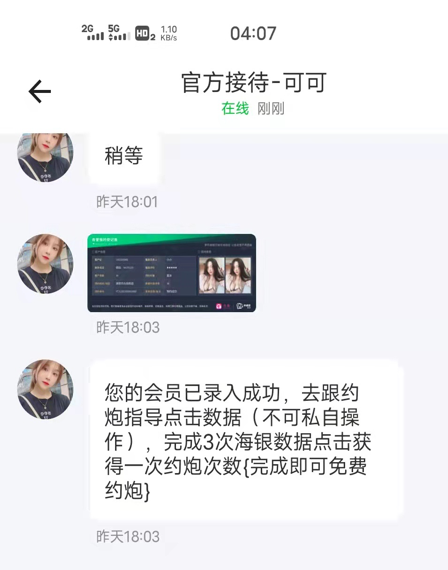 2G 5G HD2 1.10 KB/s 04:07
官方接待-可可
在线 刚刚
稍等
昨天18:01
昨天18:03
您的会员已录入成功，去跟约
炮指导点击数据（不可私自操
作），完成3次海银数据点击获
得一次约炮次数{完成即可免费
约炮}
昨天18:03